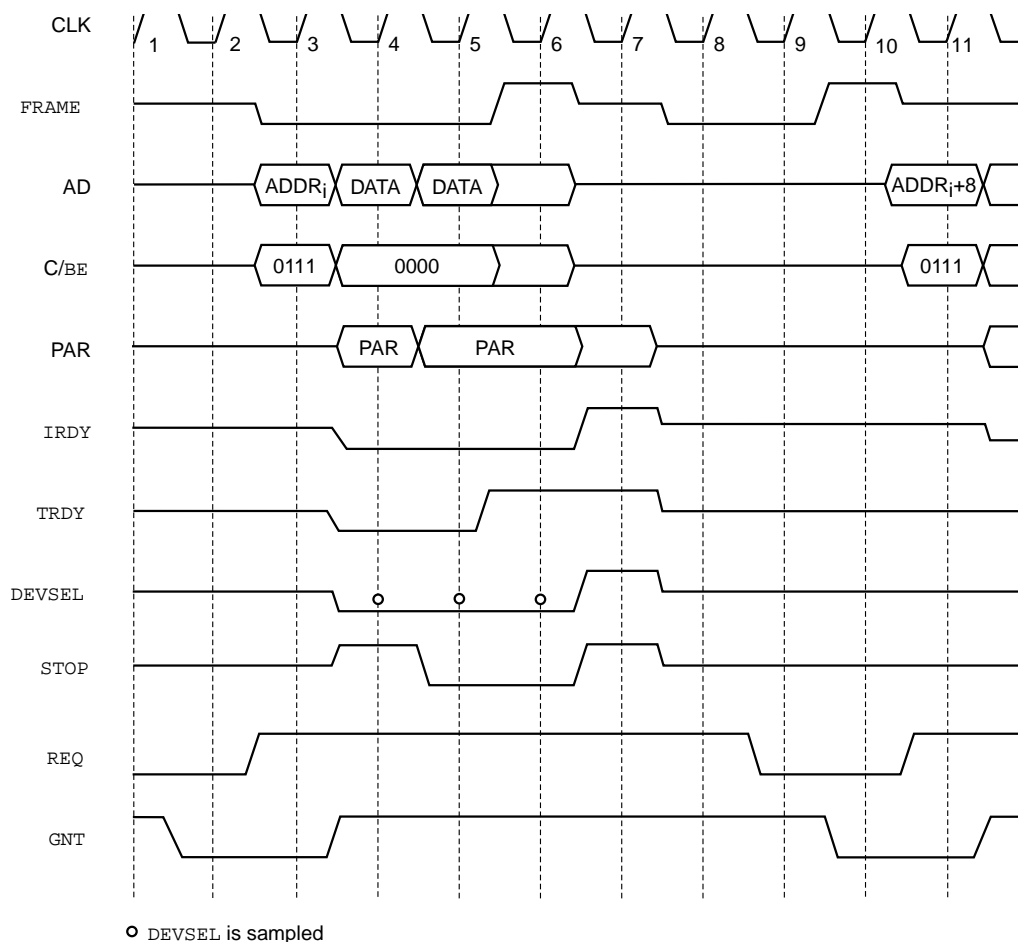 CLK
1 2 3 4 5 6 7 8 9 10 11
FRAME
AD
ADDRi DATA DATA ADDRi+8
C/BE
0111 0000 0111
PAR
PAR PAR
IRDY
TRDY
DEVSEL
STOP
REQ
GNT
DEVSEL is sampled